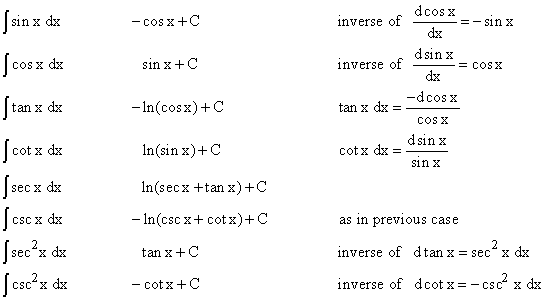 ∫ sin x dx − cos x + C inverse of d cos x / dx = − sin x
∫ cos x dx sin x + C inverse of d sin x / dx = cos x
∫ tan x dx − ln(cos x) + C tan x dx = − d cos x / cos x
∫ cot x dx ln(sin x) + C cot x dx = d sin x / sin x
∫ sec x dx ln(sec x + tan x) + C
∫ csc x dx − ln(csc x + cot x) + C as in previous case
∫ sec² x dx tan x + C inverse of d tan x = sec² x dx
∫ csc² x dx − cot x + C inverse of d cot x = − csc² x dx